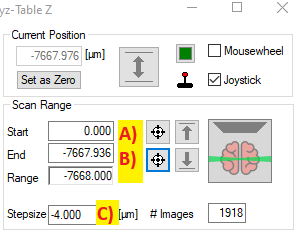 yz-Table Z
Current Position
-7667.976 [µm]
Mousewheel
Set as Zero
Joystick
Scan Range
Start 0.000 A)
End -7667.936 B)
Range -7668.000
Stepsize -4.000 C) [µm] # Images 1918